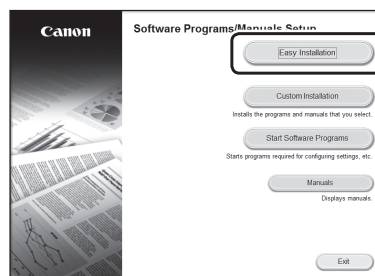 Canon
Software Programs/Manuals Setup
Easy Installation
Custom Installation
Installs the programs and manuals that you select.
Start Software Programs
Starts programs required for configuring settings, etc.
Manuals
Displays manuals.
Exit